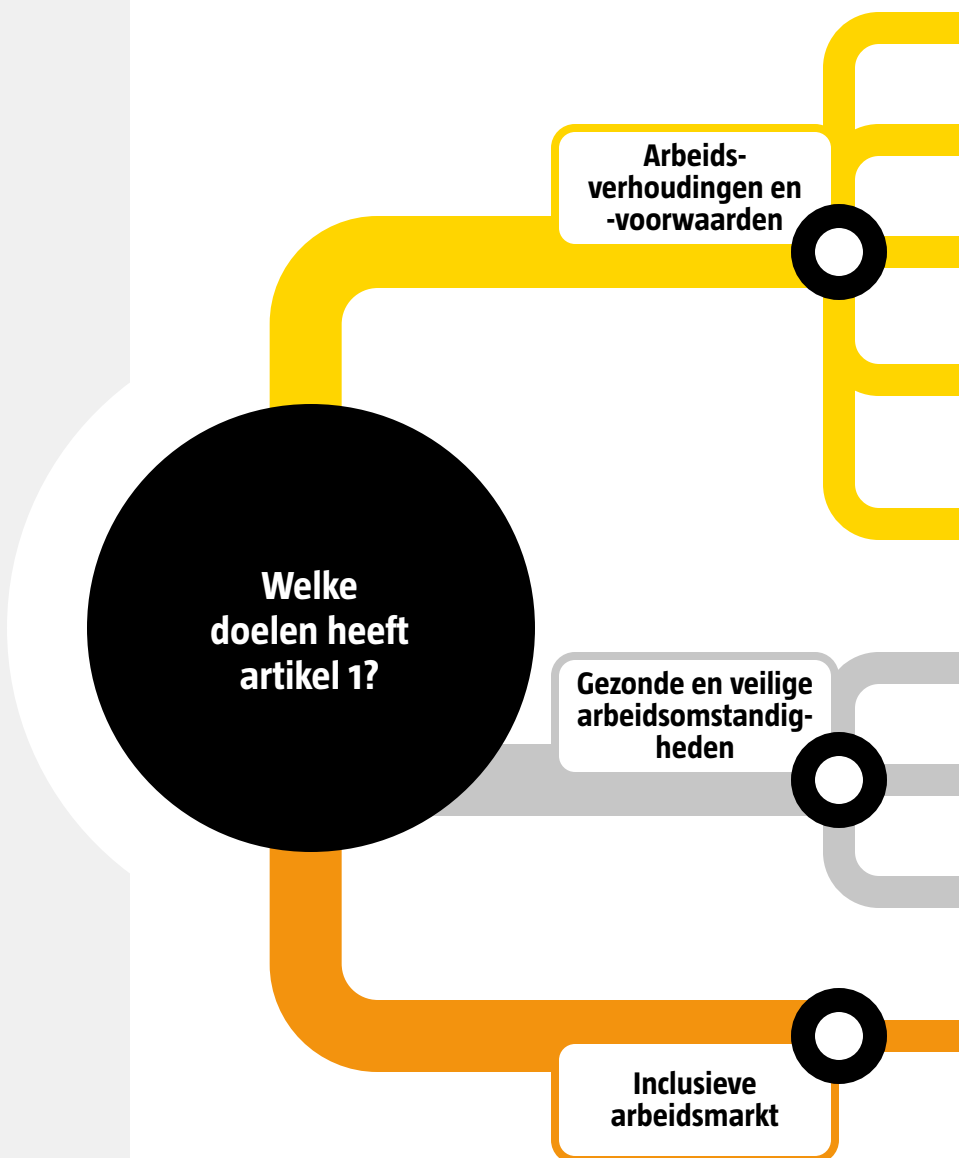 Arbeids-
verhoudingen en
-voorwaarden
Welke
doelen heeft
artikel 1?
Gezonde en veilige
arbeidsomstandig-
heden
Inclusieve
arbeidsmarkt